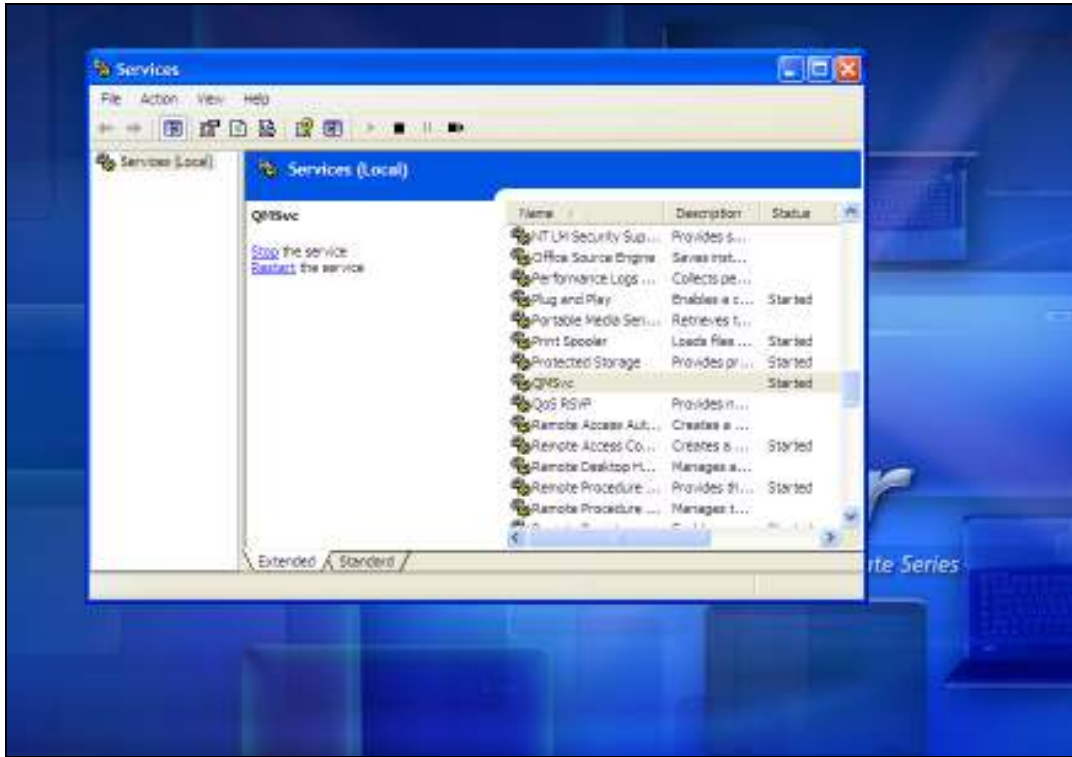 Services
File Action View Help
Services (Local)
Services (Local)
QMSvc
Stop the service
Restart the service
Name Description Status
NT LM Security Sup... Provides s...
Office Source Engine Saves inst...
Performance Logs ... Collects pe...
Plug and Play Enables a c... Started
Portable Media Seri... Retrieves t...
Print Spooler Loads files ... Started
Protected Storage Provides pr... Started
QMSvc Started
QoS RSVP Provides n...
Remote Access Aut... Creates a ...
Remote Access Co... Creates a ... Started
Remote Desktop H... Manages a...
Remote Procedure ... Provides th... Started
Remote Procedure ... Manages t...
Extended Standard
Series